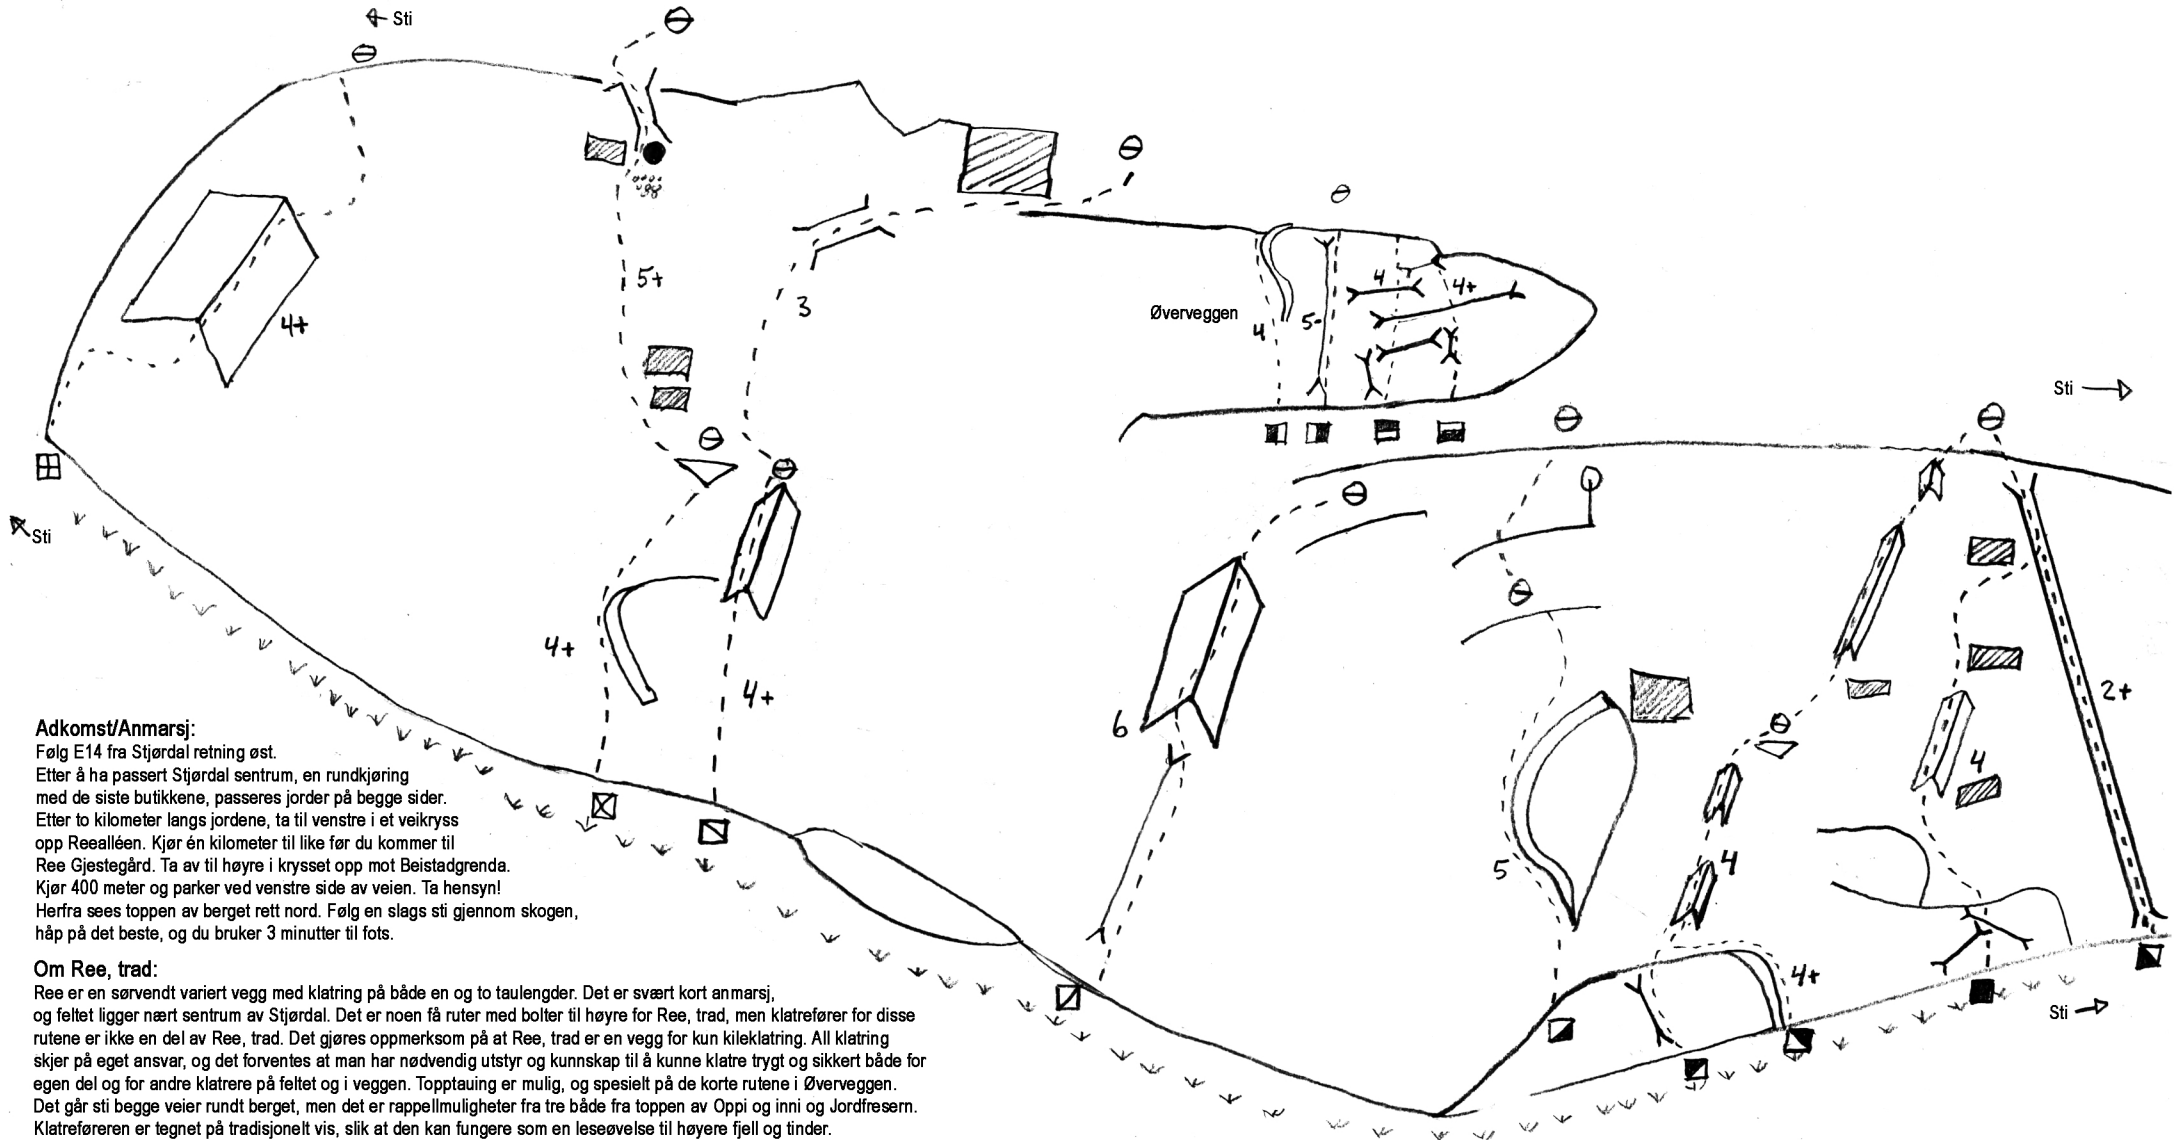 Sti
4+
5+
3
Øverveggen
4
5-
4
4+
Sti
Sti
4+
4+
6
5
4
4
2+
4+
Sti
Adkomst/Anmarsj:
Følg E14 fra Stjørdal retning øst.
Etter å ha passert Stjørdal sentrum, en rundkjøring
med de siste butikkene, passeres jorder på begge sider.
Etter to kilometer langs jordene, ta til venstre i et veikryss
opp Reealléen. Kjør én kilometer til like før du kommer til
Ree Gjestegård. Ta av til høyre i krysset opp mot Beistadgrenda.
Kjør 400 meter og parker ved venstre side av veien. Ta hensyn!
Herfra sees toppen av berget rett nord. Følg en slags sti gjennom skogen,
håp på det beste, og du bruker 3 minutter til fots.
Om Ree, trad:
Ree er en sørvendt variert vegg med klatring på både en og to taulengder. Det er svært kort anmarsj,
og feltet ligger nært sentrum av Stjørdal. Det er noen få ruter med bolter til høyre for Ree, trad, men klatrefører for disse
rutene er ikke en del av Ree, trad. Det gjøres oppmerksom på at Ree, trad er en vegg for kun kileklatring. All klatring
skjer på eget ansvar, og det forventes at man har nødvendig utstyr og kunnskap til å kunne klatre trygt og sikkert både for
egen del og for andre klatrere på feltet og i veggen. Topptauing er mulig, og spesielt på de korte rutene i Øverveggen.
Det går sti begge veier rundt berget, men det er rappellmuligheter fra tre både fra toppen av Oppi og inni og Jordfresern.
Klatreføreren er tegnet på tradisjonelt vis, slik at den kan fungere som en leseøvelse til høyere fjell og tinder.